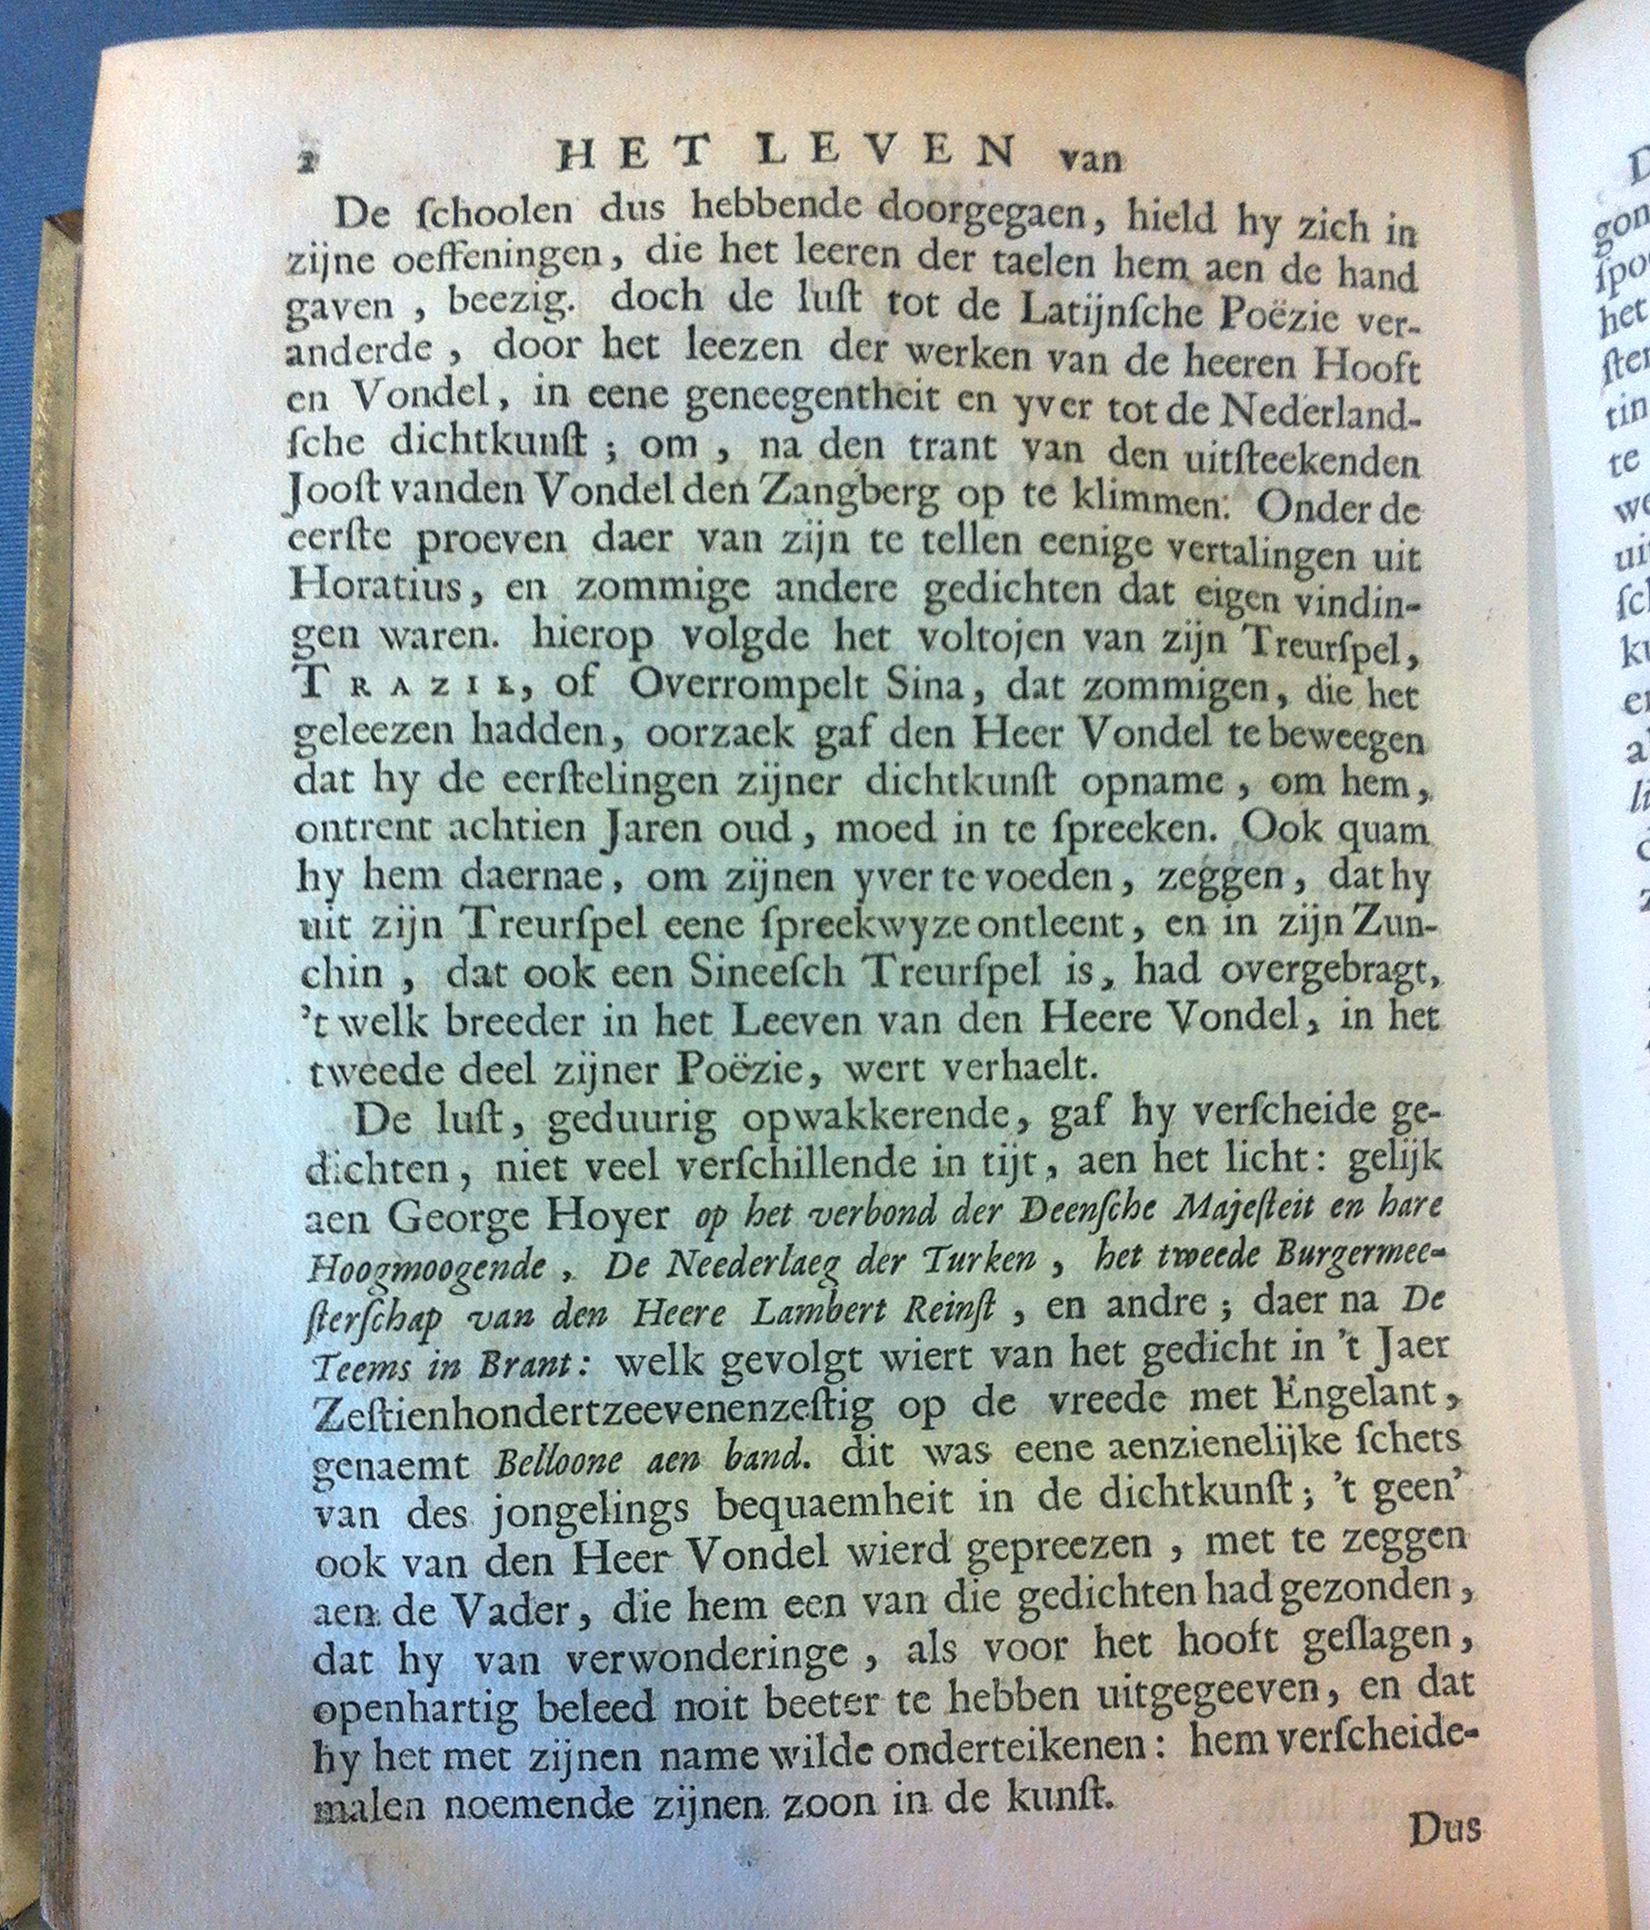 2 HET LEVEN van
De ſchoolen dus hebbende doorgegaen, hield hy zich in
zijne oeffeningen, die het leeren der taelen hem aen de hand
gaven , beezig. doch de luſt tot de Latijnſche Poëzie ver-
anderde , door het leezen der werken van de heeren Hooft
en Vondel, in eene geneegentheit en yver tot de Nederland-
ſche dichtkunſt ; om , na den trant van den uitſteekenden
Jooſt vanden Vondel den Zangberg op te klimmen. Onder de
eerſte proeven daer van zijn te tellen eenige vertalingen uit
Horatius, en zommige andere gedichten dat eigen vindin-
gen waren. hierop volgde het voltojen van zijn Treurſpel,
TRAZIL, of Overrompelt Sina, dat zommigen, die het
geleezen hadden, oorzaek gaf den Heer Vondel te beweegen
dat hy de eerſtelingen zijner dichtkunſt opname , om hem,
ontrent achtien Jaren oud , moed in te ſpreeken. Ook quam
hy hem daernae, om zijnen yver te voeden, zeggen, dat hy
uit zijn Treurſpel eene ſpreekwyze ontleent, en in zijn Zun-
chin , dat ook een Sineeſch Treurſpel is, had overgebragt,
't welk breeder in het Leeven van den Heere Vondel, in het
tweede deel zijner Poëzie, wert verhaelt.
De luſt, geduurig opwakkerende, gaf hy verſcheide ge-
dichten, niet veel verſchillende in tijt, aen het licht: gelijk
aen George Hoyer op het verbond der Deenſche Majeſteit en hare
Hoogmoogende , De Neederlaeg der Turken , het tweede Burgermee-
ſterſchap van den Heere Lambert Reinſt , en andre ; daer na De
Teems in Brant: welk gevolgt wiert van het gedicht in 't Jaer
Zeſtienhondertzeevenenzeſtig op de vreede met Engelant,
genaemt Belloone aen band. dit was eene aenzienelijke ſchets
van des jongelings bequaemheit in de dichtkunſt; 't geen'
ook van den Heer Vondel wierd gepreezen , met te zeggen
aen de Vader, die hem een van die gedichten had gezonden,
dat hy van verwonderinge , als voor het hooft geſlagen,
openhartig beleed noit beeter te hebben uitgegeeven, en dat
hy het met zijnen name wilde onderteikenen: hem verſcheide-
malen noemende zijnen zoon in de kunſt.
Dus